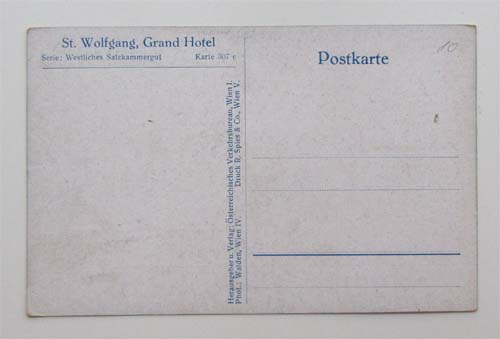 St. Wolfgang, Grand Hotel
Serie: Westliches Salzkammergut Karte 307 e
Postkarte
10
Herausgeber u. Verlag: Österreichisches Verkehrsbureau, Wien I.
Phot.: Walden, Wien IV. Druck R. Spies & Co., Wien V.